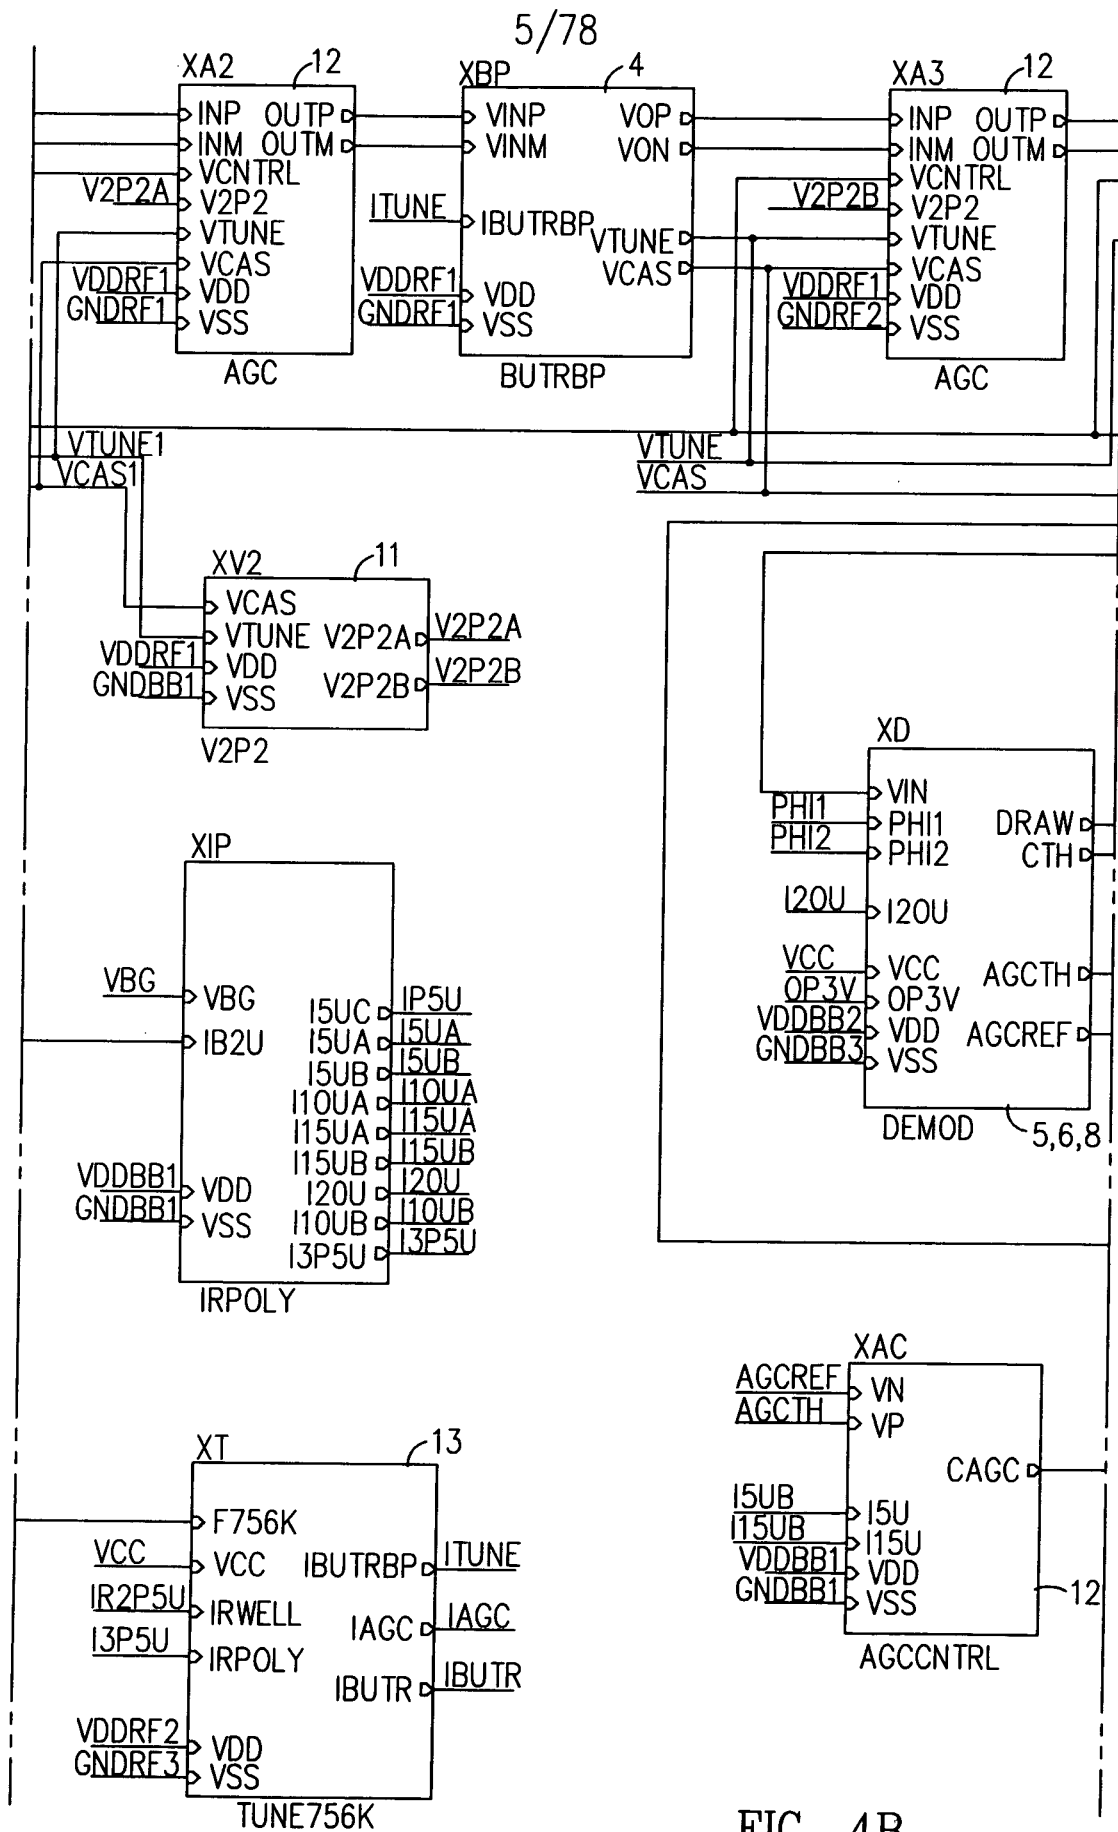 5/78
XA2
12
INP OUTP
INM OUTM
VCNTRL
V2P2A
V2P2
VTUNE
VCAS
VDDRF1
VDD
GNDRF1
VSS
AGC
XBP
4
VINP VOP
VINM VON
ITUNE
IBUTRBP
VTUNE
VCAS
VDDRF1
VDD
GNDRF1
VSS
BUTRBP
XA3
12
INP OUTP
INM OUTM
VCNTRL
V2P2B
V2P2
VTUNE
VCAS
VDDRF1
VDD
GNDRF2
VSS
AGC
VTUNE1
VCAS1
VTUNE
VCAS
XV2
11
VCAS
VTUNE V2P2A V2P2A
VDDRF1
VDD
GNDBB1
VSS
V2P2B V2P2B
V2P2
XD
VIN
PHI1
PHI1
PHI2
PHI2
DRAW
CTH
I20U
I20U
VCC
VCC
AGCTH
OP3V
OP3V
VDDBB2
VDD
AGCREF
GNDBB3
VSS
DEMOD
5,6,8
XIP
VBG
VBG
IB2U
I5UC IP5U
I5UA I5UA
I5UB I5UB
I10UA I10UA
I15UA I15UA
I15UB I15UB
I20U I20U
I10UB I10UB
I3P5U I3P5U
VDDBB1
VDD
GNDBB1
VSS
IRPOLY
XAC
AGCREF
VN
AGCTH
VP
CAGC
I5UB
I5U
I15UB
I15U
VDDBB1
VDD
GNDBB1
VSS
12
AGCCNTRL
XT
13
F756K
VCC
VCC
IBUTRBP ITUNE
IR2P5U
IRWELL
IAGC IAGC
I3P5U
IRPOLY
IBUTR IBUTR
VDDRF2
VDD
GNDRF3
VSS
TUNE756K
FIG. 4B